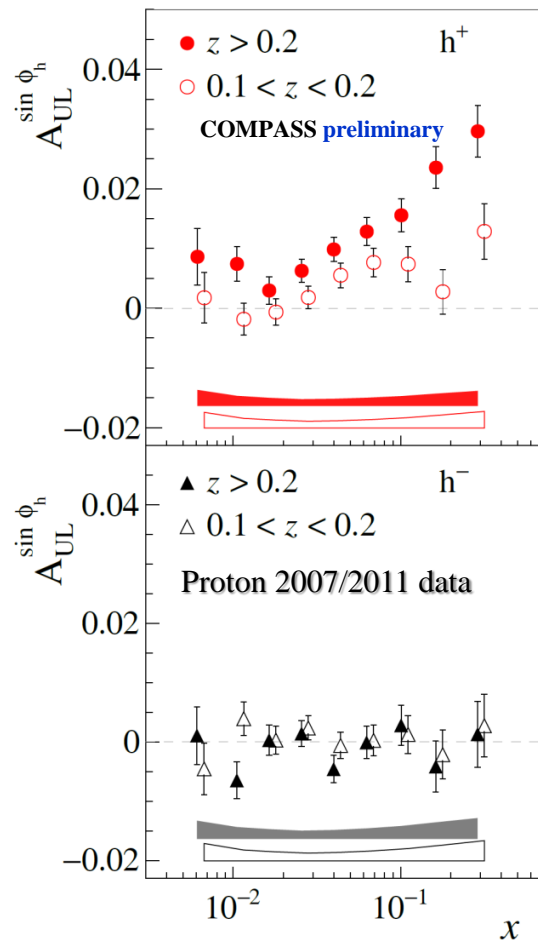 ● z > 0.2 h⁺
○ 0.1 < z < 0.2
COMPASS preliminary
A_UL^{sin ϕ_h}
0.04
0.02
0
−0.02
▲ z > 0.2 h⁻
△ 0.1 < z < 0.2
Proton 2007/2011 data
A_UL^{sin ϕ_h}
0.04
0.02
0
−0.02
10⁻² 10⁻¹ x